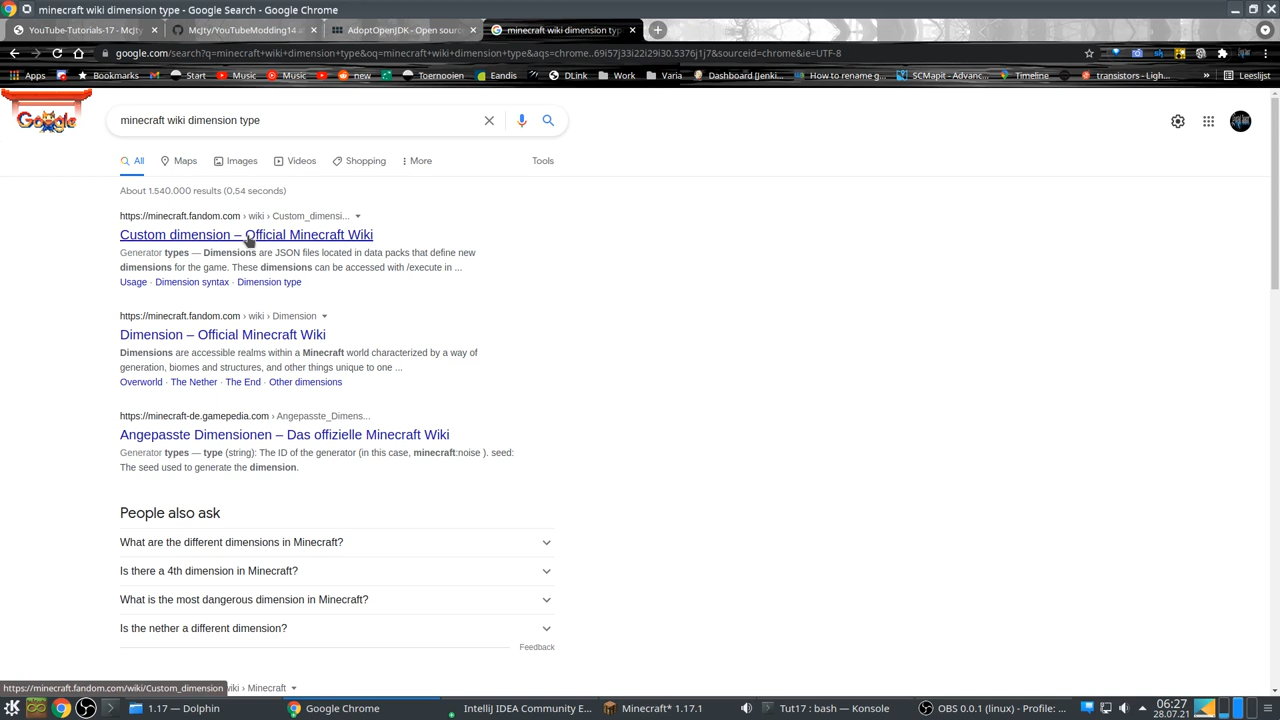 minecraft wiki dimension type - Google Search - Google Chrome
YouTube-Tutorials-17 - McJty
McJty/YouTubeModding14
AdoptOpenJDK - Open sourc
minecraft wiki dimension typ
google.com/search?q=minecraft+wiki+dimension+type&oq=minecraft+wiki+dimension+type&aqs=chrome..69i57j33i22i29i30.5376j1j7&sourceid=chrome&ie=UTF-8
Apps
Bookmarks
Start
Music
Music
new
Toernooien
Eandis
DLink
Work
Varia
Dashboard [Jenki...
How to rename g...
SCMapit - Advanc...
Timeline
transistors - Ligh...
»
Leeslijst
Google
minecraft wiki dimension type
All
Maps
Images
Videos
Shopping
More
Tools
About 1.540.000 results (0,54 seconds)
https://minecraft.fandom.com › wiki › Custom_dimensi...
Custom dimension – Official Minecraft Wiki
Generator types — Dimensions are JSON files located in data packs that define new
dimensions for the game. These dimensions can be accessed with /execute in ...
Usage · Dimension syntax · Dimension type
https://minecraft.fandom.com › wiki › Dimension
Dimension – Official Minecraft Wiki
Dimensions are accessible realms within a Minecraft world characterized by a way of
generation, biomes and structures, and other things unique to one ...
Overworld · The Nether · The End · Other dimensions
https://minecraft-de.gamepedia.com › Angepasste_Dimens...
Angepasste Dimensionen – Das offizielle Minecraft Wiki
Generator types — type (string): The ID of the generator (in this case, minecraft:noise ). seed:
The seed used to generate the dimension.
People also ask
What are the different dimensions in Minecraft?
Is there a 4th dimension in Minecraft?
What is the most dangerous dimension in Minecraft?
Is the nether a different dimension?
Feedback
https://minecraft.fandom.com/wiki/Custom_dimension
wiki › Minecraft
1.17 — Dolphin
Google Chrome
IntelliJ IDEA Community E...
Minecraft* 1.17.1
Tut17 : bash — Konsole
OBS 0.0.1 (linux) - Profile: ...
06:27
28.07.21